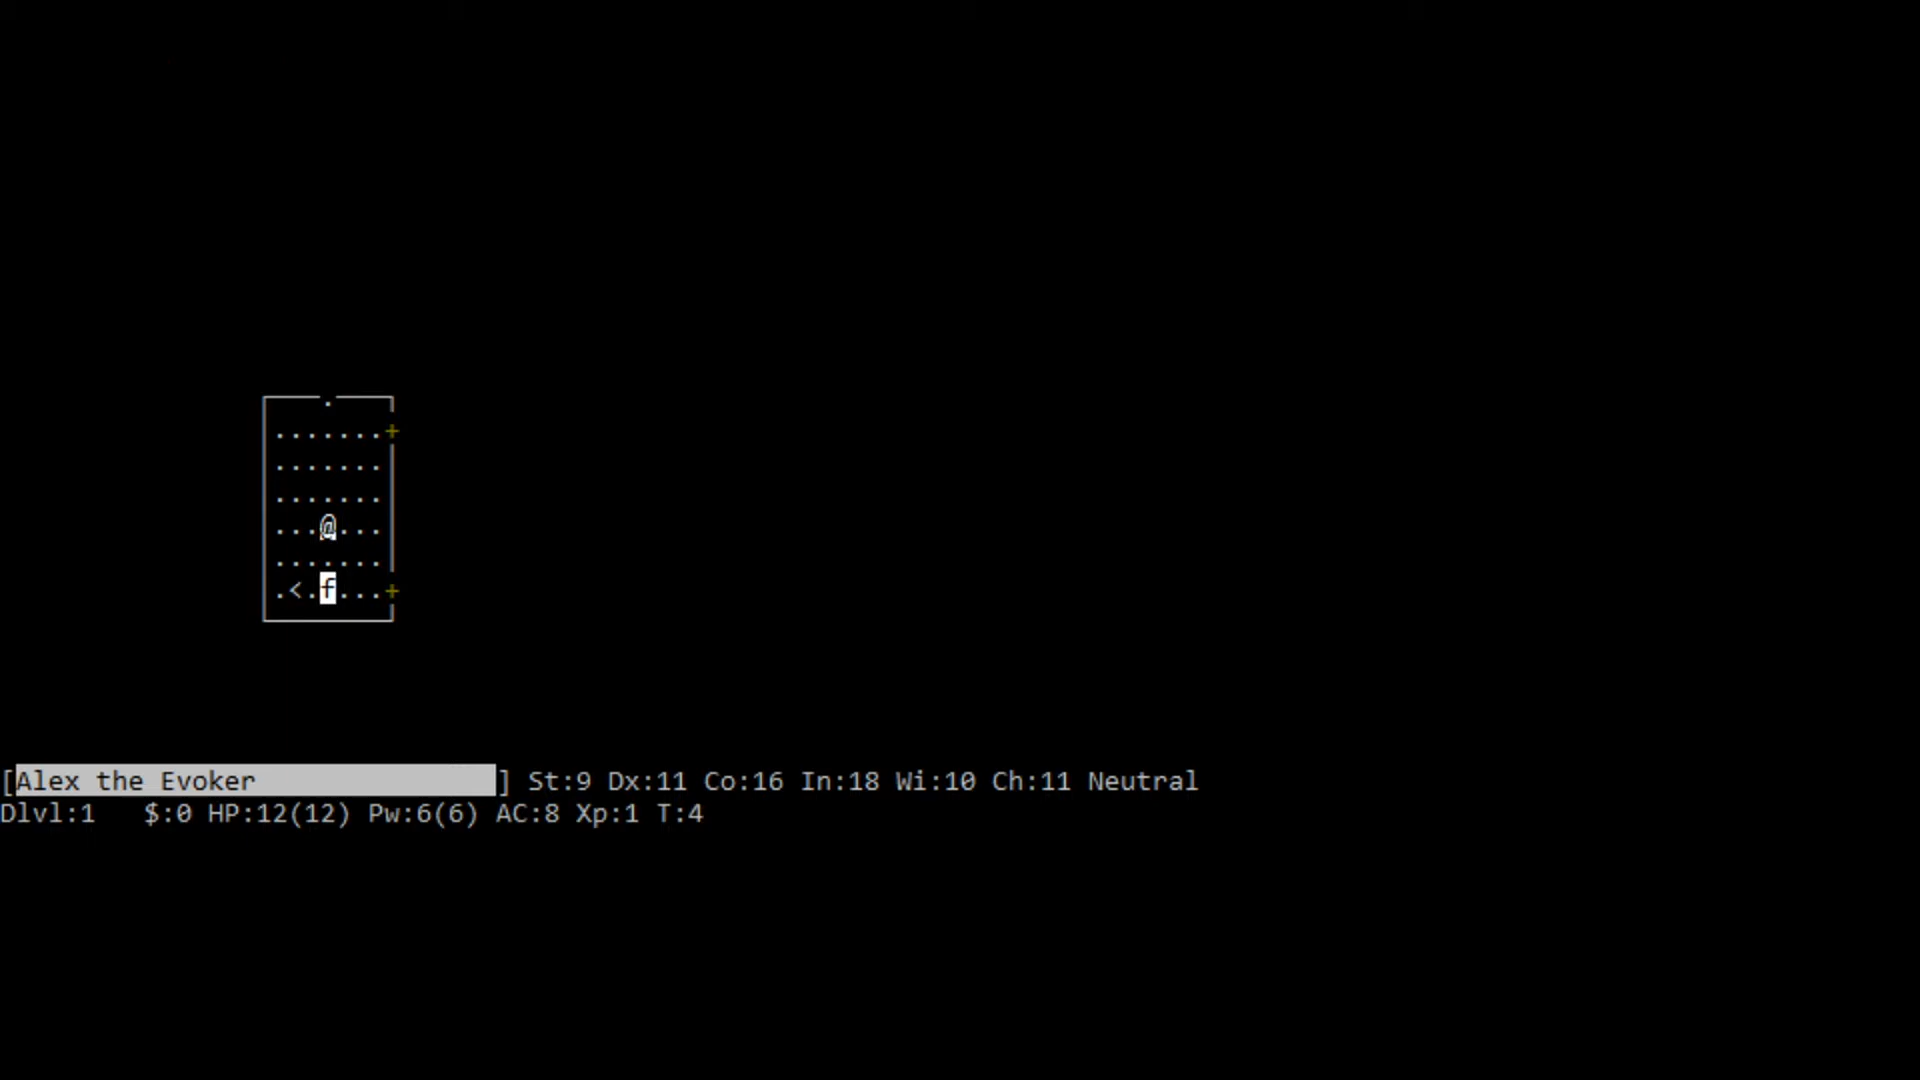 .
.......+
.......
.......
...@...
.......
.<.f...+
[Alex the Evoker ] St:9 Dx:11 Co:16 In:18 Wi:10 Ch:11 Neutral
Dlvl:1 $:0 HP:12(12) Pw:6(6) AC:8 Xp:1 T:4